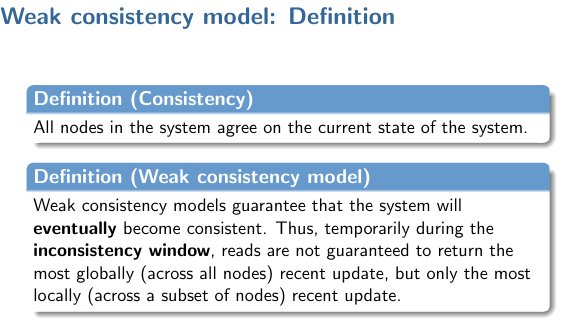 Weak consistency model: Definition
Definition (Consistency)
All nodes in the system agree on the current state of the system.
Definition (Weak consistency model)
Weak consistency models guarantee that the system will
eventually become consistent. Thus, temporarily during the
inconsistency window, reads are not guaranteed to return the
most globally (across all nodes) recent update, but only the most
locally (across a subset of nodes) recent update.